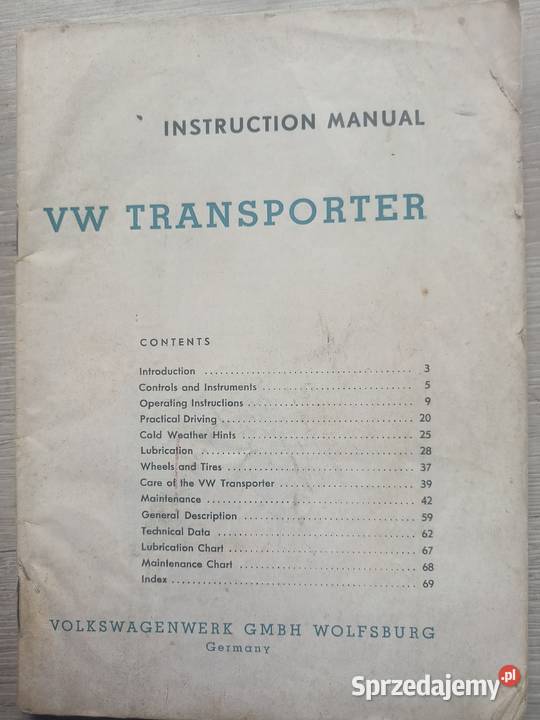 INSTRUCTION MANUAL
VW TRANSPORTER
CONTENTS
Introduction ........................................ 3
Controls and Instruments .............................. 5
Operating Instructions ................................ 9
Practical Driving ..................................... 20
Cold Weather Hints .................................. 25
Lubrication ......................................... 28
Wheels and Tires .................................... 37
Care of the VW Transporter .......................... 39
Maintenance ........................................ 42
General Description ................................. 59
Technical Data ...................................... 62
Lubrication Chart ................................... 67
Maintenance Chart .................................. 68
Index ............................................... 69
VOLKSWAGENWERK GMBH WOLFSBURG
Germany
Sprzedajemy.pl